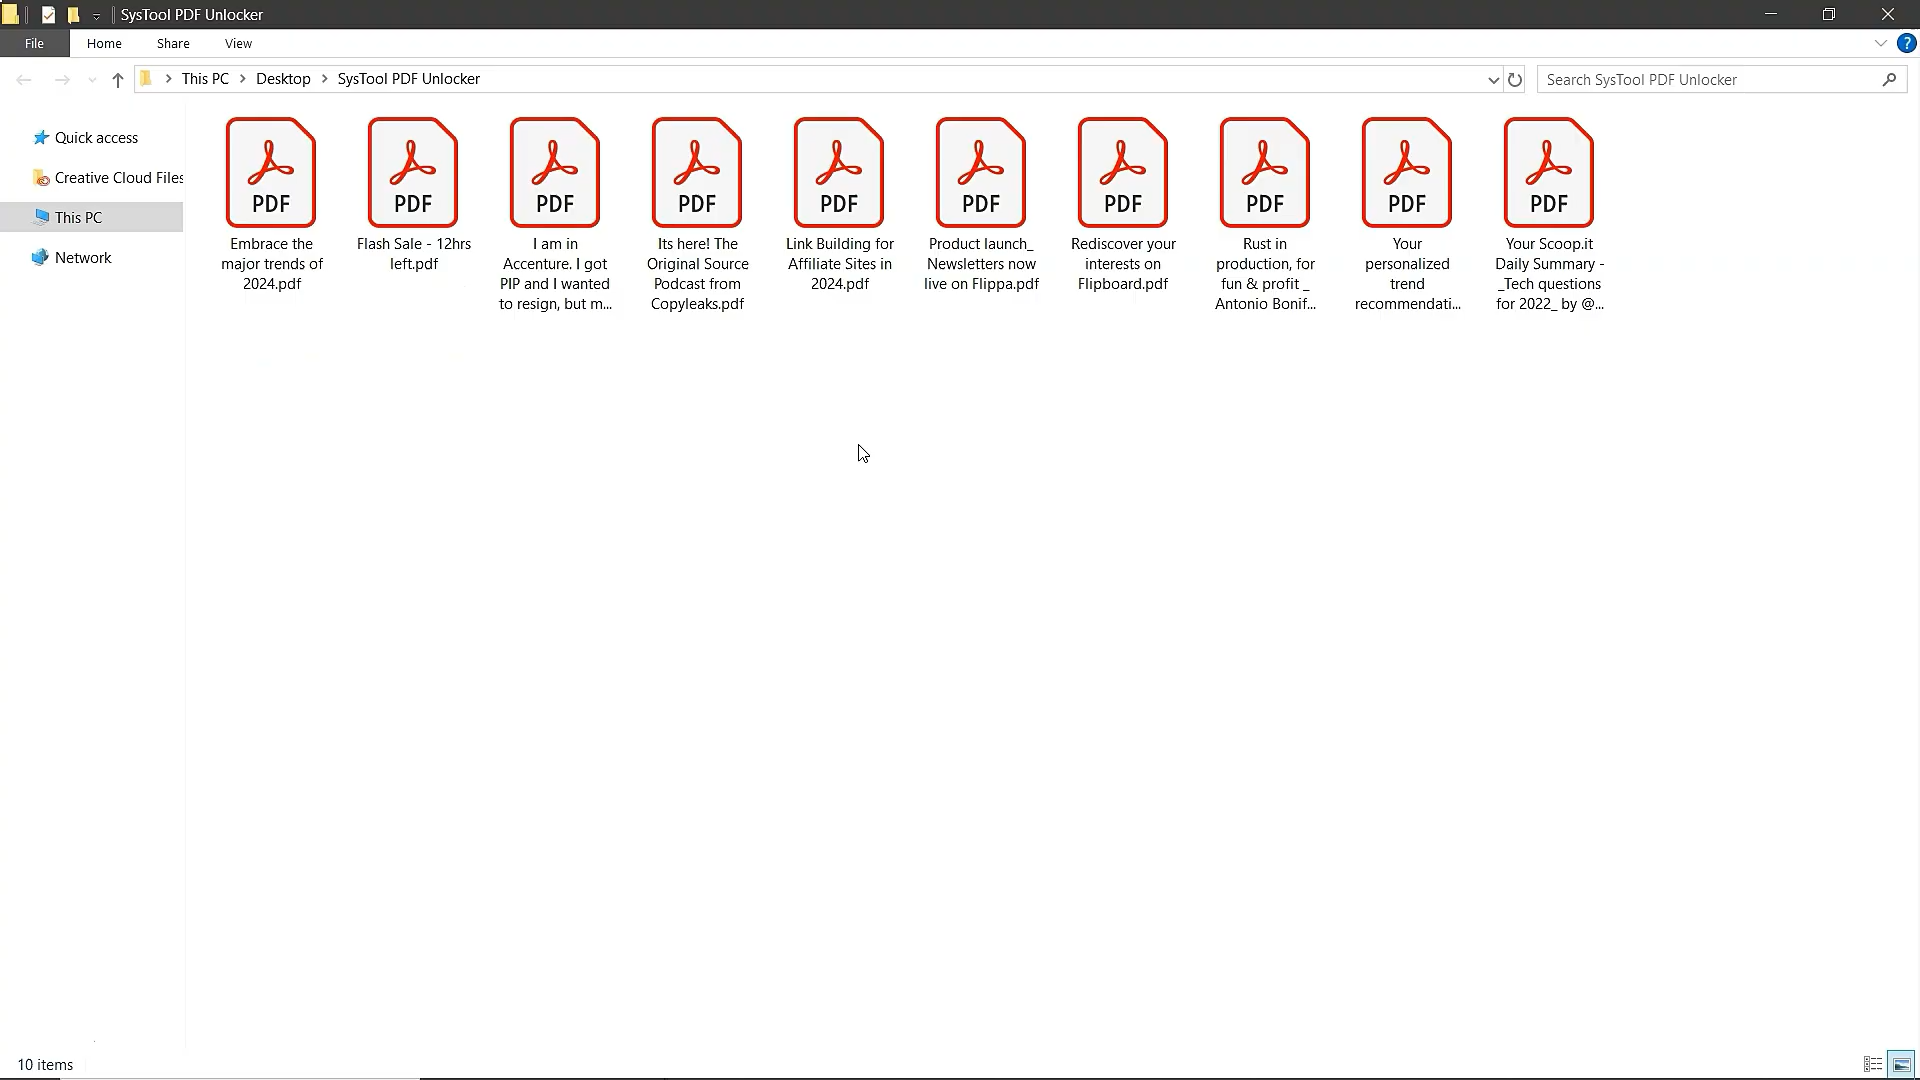 SysTool PDF Unlocker
File Home Share View ?
This PC > Desktop > SysTool PDF Unlocker
Search SysTool PDF Unlocker
Quick access
Creative Cloud Files
This PC
Network
PDF
Embrace the
major trends of
2024.pdf
PDF
Flash Sale - 12hrs
left.pdf
PDF
I am in
Accenture. I got
PIP and I wanted
to resign, but m...
PDF
Its here! The
Original Source
Podcast from
Copyleaks.pdf
PDF
Link Building for
Affiliate Sites in
2024.pdf
PDF
Product launch_
Newsletters now
live on Flippa.pdf
PDF
Rediscover your
interests on
Flipboard.pdf
PDF
Rust in
production, for
fun & profit _
Antonio Bonif...
PDF
Your
personalized
trend
recommendati...
PDF
Your Scoop.it
Daily Summary -
_Tech questions
for 2022_ by @...
10 items